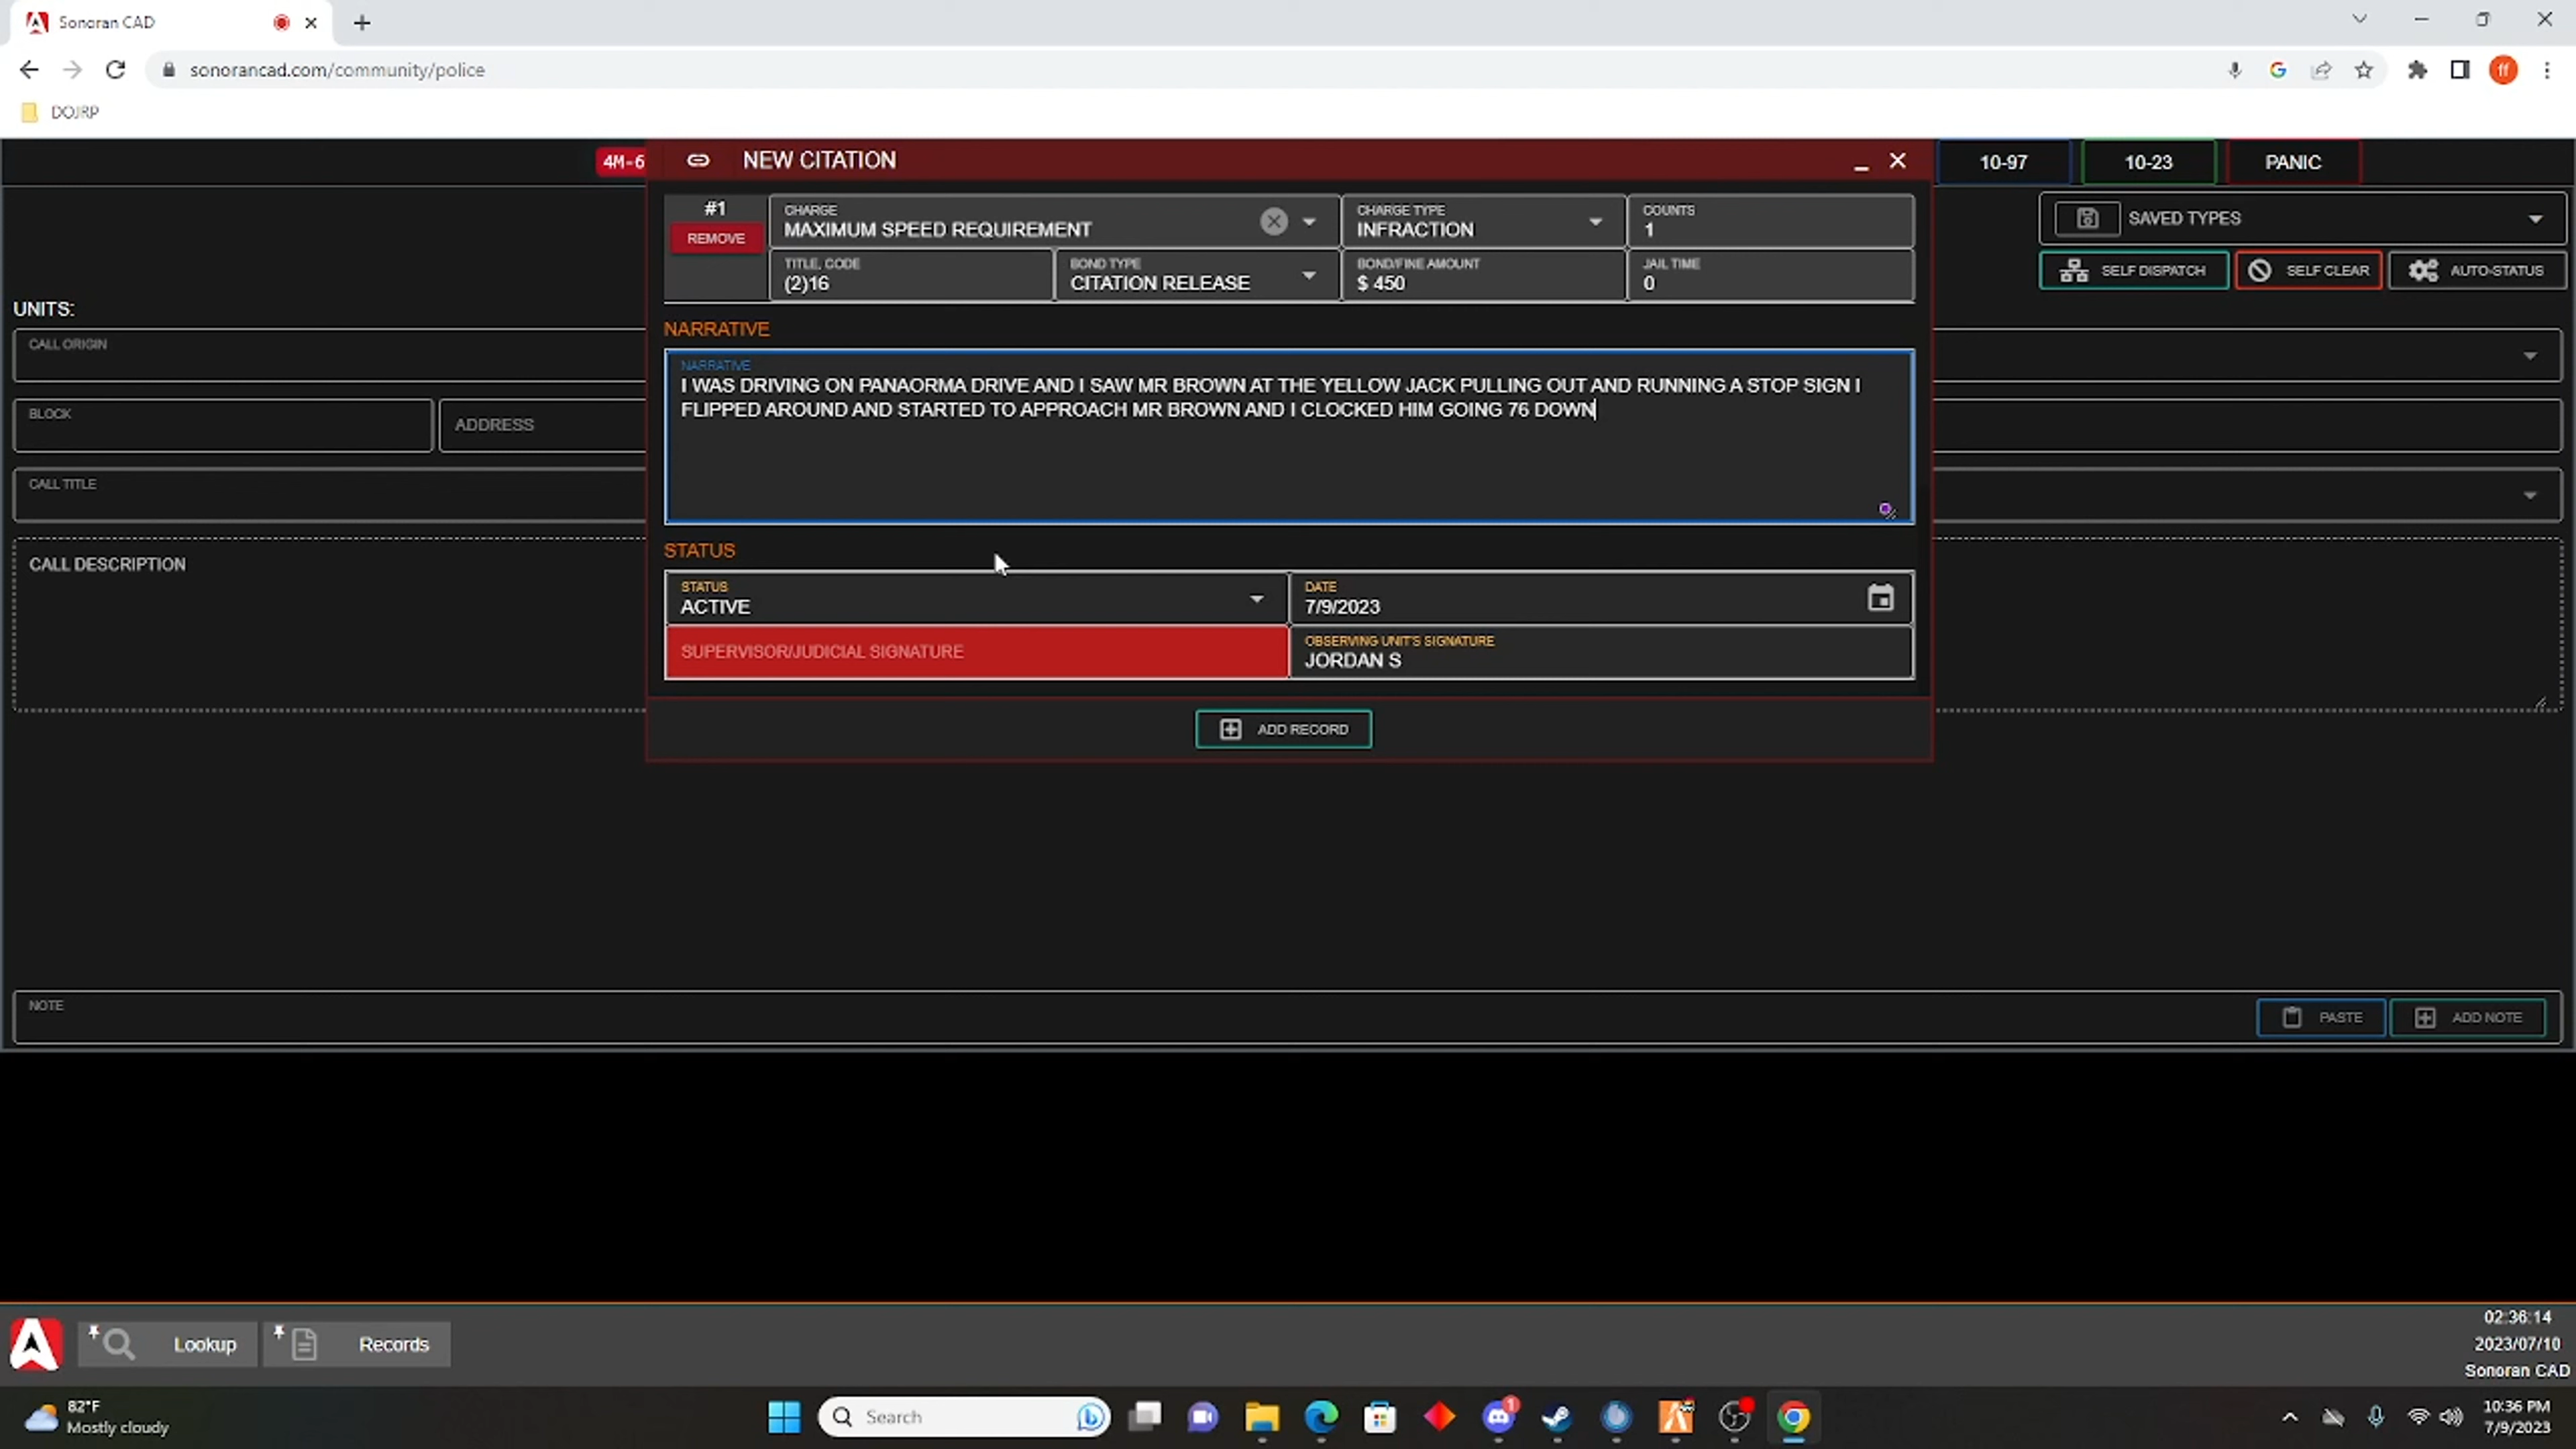 Sonoran CAD
sonorancad.com/community/police
ff
DOJRP
4M-6
NEW CITATION
10-97
10-23
PANIC
#1
REMOVE
CHARGE
MAXIMUM SPEED REQUIREMENT
CHARGE TYPE
INFRACTION
COUNTS
1
TITLE, CODE
(2)16
BOND TYPE
CITATION RELEASE
BOND/FINE AMOUNT
$ 450
JAIL TIME
0
SAVED TYPES
SELF DISPATCH
SELF CLEAR
AUTO-STATUS
UNITS:
CALL ORIGIN
BLOCK
ADDRESS
CALL TITLE
CALL DESCRIPTION
NARRATIVE
NARRATIVE
I WAS DRIVING ON PANAORMA DRIVE AND I SAW MR BROWN AT THE YELLOW JACK PULLING OUT AND RUNNING A STOP SIGN I
FLIPPED AROUND AND STARTED TO APPROACH MR BROWN AND I CLOCKED HIM GOING 76 DOWN
STATUS
STATUS
ACTIVE
DATE
7/9/2023
SUPERVISOR/JUDICIAL SIGNATURE
OBSERVING UNIT'S SIGNATURE
JORDAN S
ADD RECORD
NOTE
PASTE
ADD NOTE
Lookup
Records
02:36:14
2023/07/10
Sonoran CAD
82°F
Mostly cloudy
Search
1
10:36 PM
7/9/2023